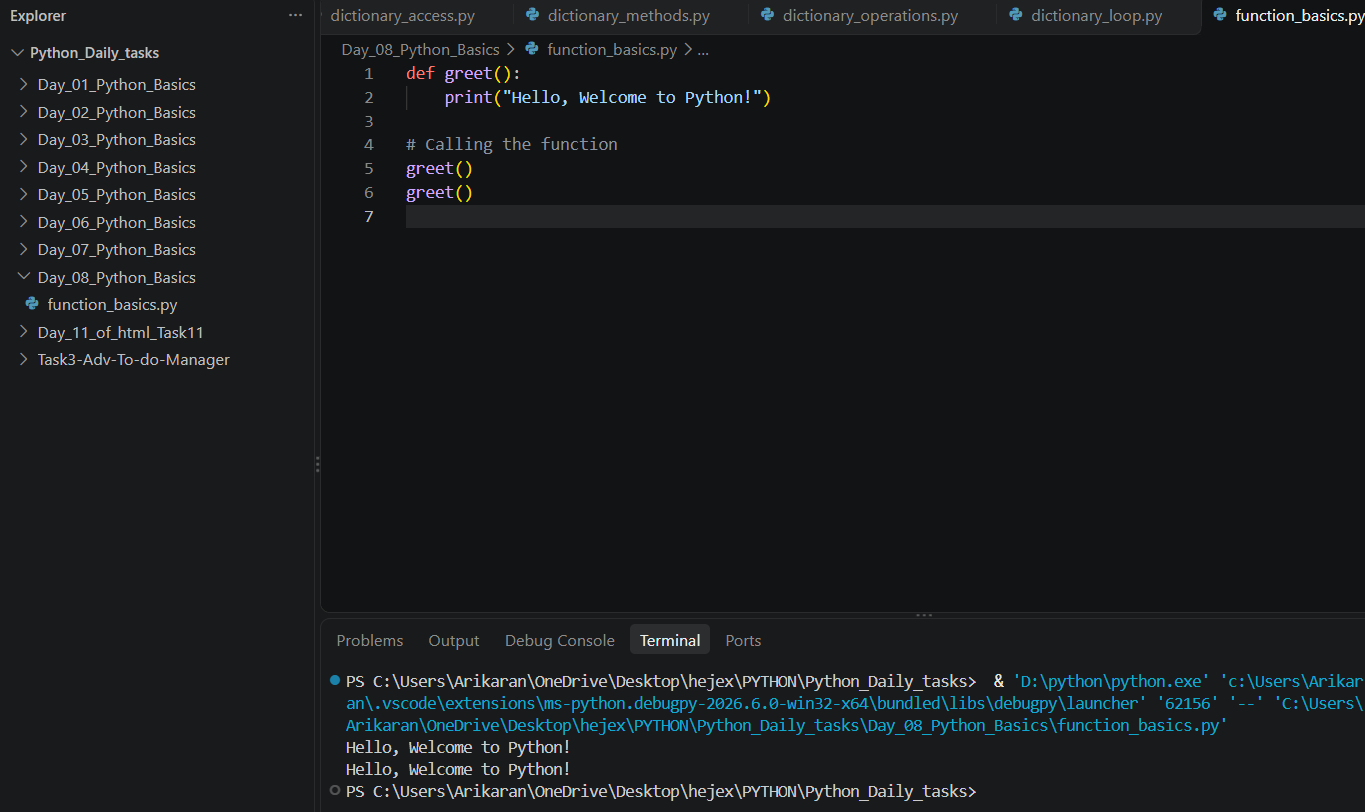 Explorer ...
Python_Daily_tasks
Day_01_Python_Basics
Day_02_Python_Basics
Day_03_Python_Basics
Day_04_Python_Basics
Day_05_Python_Basics
Day_06_Python_Basics
Day_07_Python_Basics
Day_08_Python_Basics
function_basics.py
Day_11_of_html_Task11
Task3-Adv-To-do-Manager
dictionary_access.py dictionary_methods.py dictionary_operations.py dictionary_loop.py function_basics.py
Day_08_Python_Basics > function_basics.py > ...
1 def greet():
2     print("Hello, Welcome to Python!")
3
4 # Calling the function
5 greet()
6 greet()
7
Problems Output Debug Console Terminal Ports
PS C:\Users\Arikaran\OneDrive\Desktop\hejex\PYTHON\Python_Daily_tasks>  & 'D:\python\python.exe' 'c:\Users\Arikar
an\.vscode\extensions\ms-python.debugpy-2026.6.0-win32-x64\bundled\libs\debugpy\launcher' '62156' '--' 'C:\Users\
Arikaran\OneDrive\Desktop\hejex\PYTHON\Python_Daily_tasks\Day_08_Python_Basics\function_basics.py'
Hello, Welcome to Python!
Hello, Welcome to Python!
PS C:\Users\Arikaran\OneDrive\Desktop\hejex\PYTHON\Python_Daily_tasks>